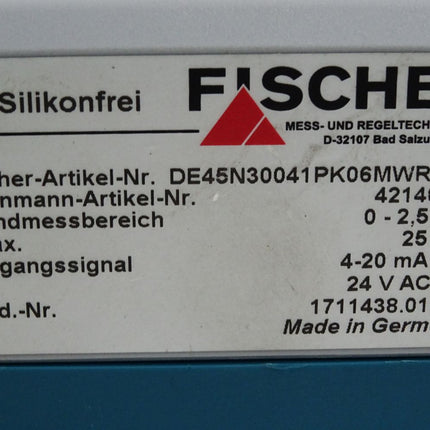 Silikonfrei
FISCHE
MESS- UND REGELTECH
D-32107 Bad Salzu
her-Artikel-Nr. DE45N30041PK06MWR
nmann-Artikel-Nr. 42140
ndmessbereich 0 - 2,5
ax. 25
gangssignal 4-20 mA
24 V AC
d.-Nr. 1711438.01
Made in Germ